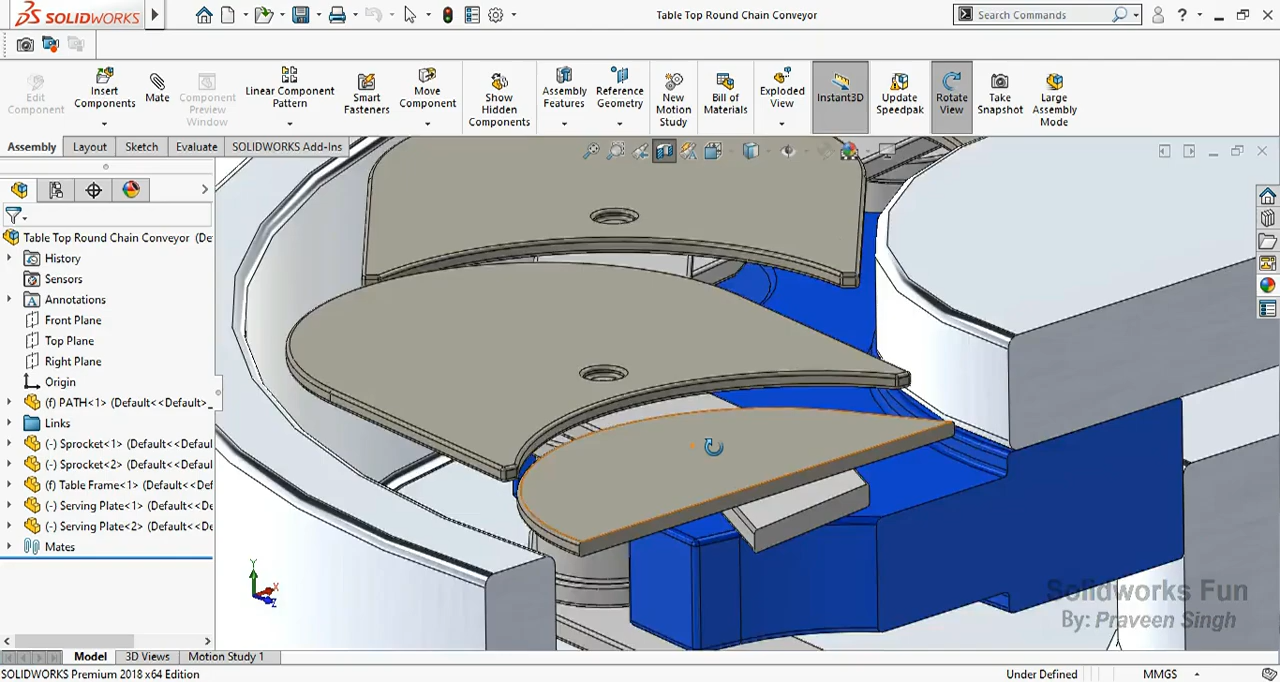 SOLIDWORKS
Table Top Round Chain Conveyor
Search Commands
?
Edit Component
Insert Components
Mate
Component Preview Window
Linear Component Pattern
Smart Fasteners
Move Component
Show Hidden Components
Assembly Features
Reference Geometry
New Motion Study
Bill of Materials
Exploded View
Instant3D
Update Speedpak
Rotate View
Take Snapshot
Large Assembly Mode
Assembly
Layout
Sketch
Evaluate
SOLIDWORKS Add-Ins
Table Top Round Chain Conveyor (De
History
Sensors
Annotations
Front Plane
Top Plane
Right Plane
Origin
(f) PATH<1> (Default<<Default>_
Links
(-) Sprocket<1> (Default<<Defaul
(-) Sprocket<2> (Default<<Defaul
(f) Table Frame<1> (Default<<Def
(-) Serving Plate<1> (Default<<De
(-) Serving Plate<2> (Default<<De
Mates
Y
X
Z
Solidworks Fun
By: Praveen Singh
Model
3D Views
Motion Study 1
SOLIDWORKS Premium 2018 x64 Edition
Under Defined
MMGS